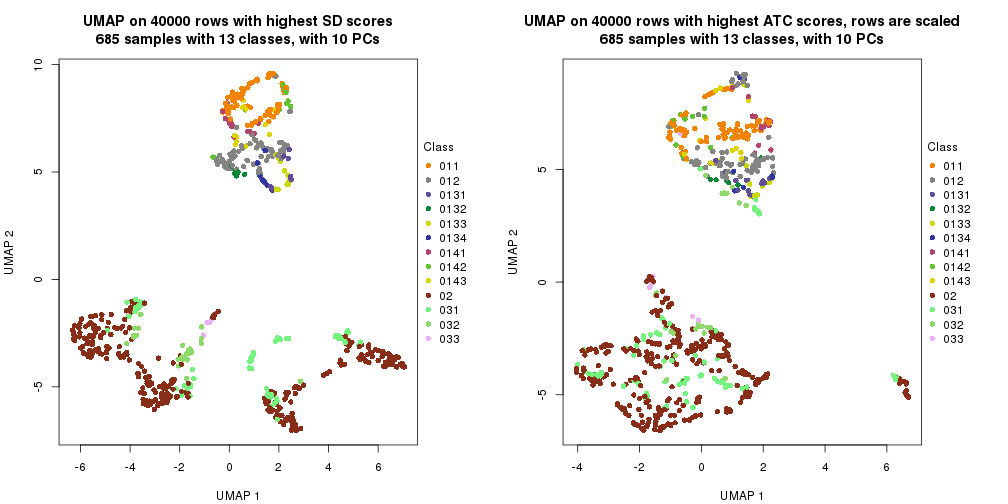 UMAP on 40000 rows with highest SD scores
685 samples with 13 classes, with 10 PCs
UMAP 2
10
5
0
-5
-6 -4 -2 0 2 4 6
UMAP 1
Class
011
012
0131
0132
0133
0134
0141
0142
0143
02
031
032
033
UMAP on 40000 rows with highest ATC scores, rows are scaled
685 samples with 13 classes, with 10 PCs
UMAP 2
5
0
-5
-4 -2 0 2 4 6
UMAP 1
Class
011
012
0131
0132
0133
0134
0141
0142
0143
02
031
032
033